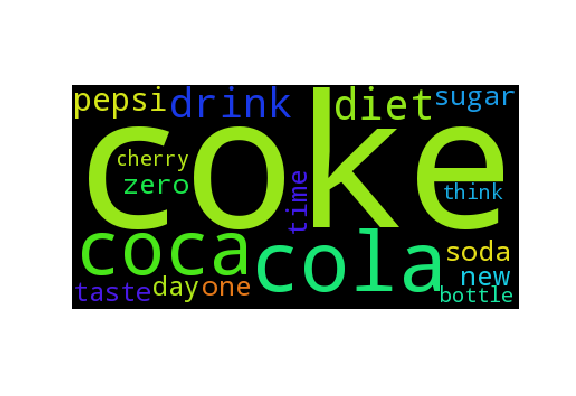 pepsi drink diet sugar
coke
cherry
zero
time
think
coca cola
soda
new
taste day one
bottle